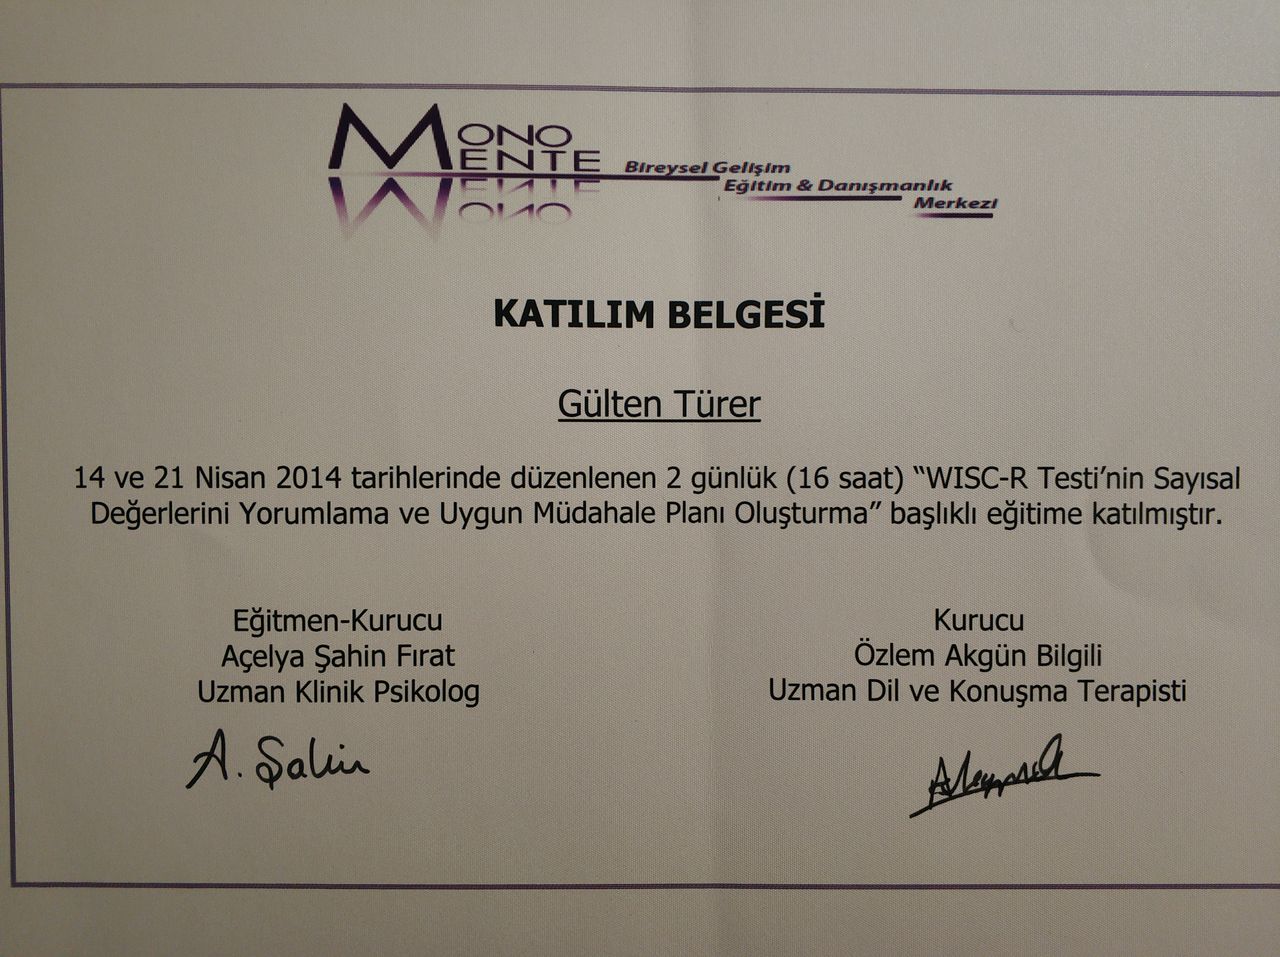 MONO
MENTE
Bireysel Gelişim
Eğitim & Danışmanlık
Merkezi
KATILIM BELGESİ
Gülten Türer
14 ve 21 Nisan 2014 tarihlerinde düzenlenen 2 günlük (16 saat) “WISC-R Testi’nin Sayısal
Değerlerini Yorumlama ve Uygun Müdahale Planı Oluşturma” başlıklı eğitime katılmıştır.
Eğitmen-Kurucu
Açelya Şahin Fırat
Uzman Klinik Psikolog
A. Şahin
Kurucu
Özlem Akgün Bilgili
Uzman Dil ve Konuşma Terapisti